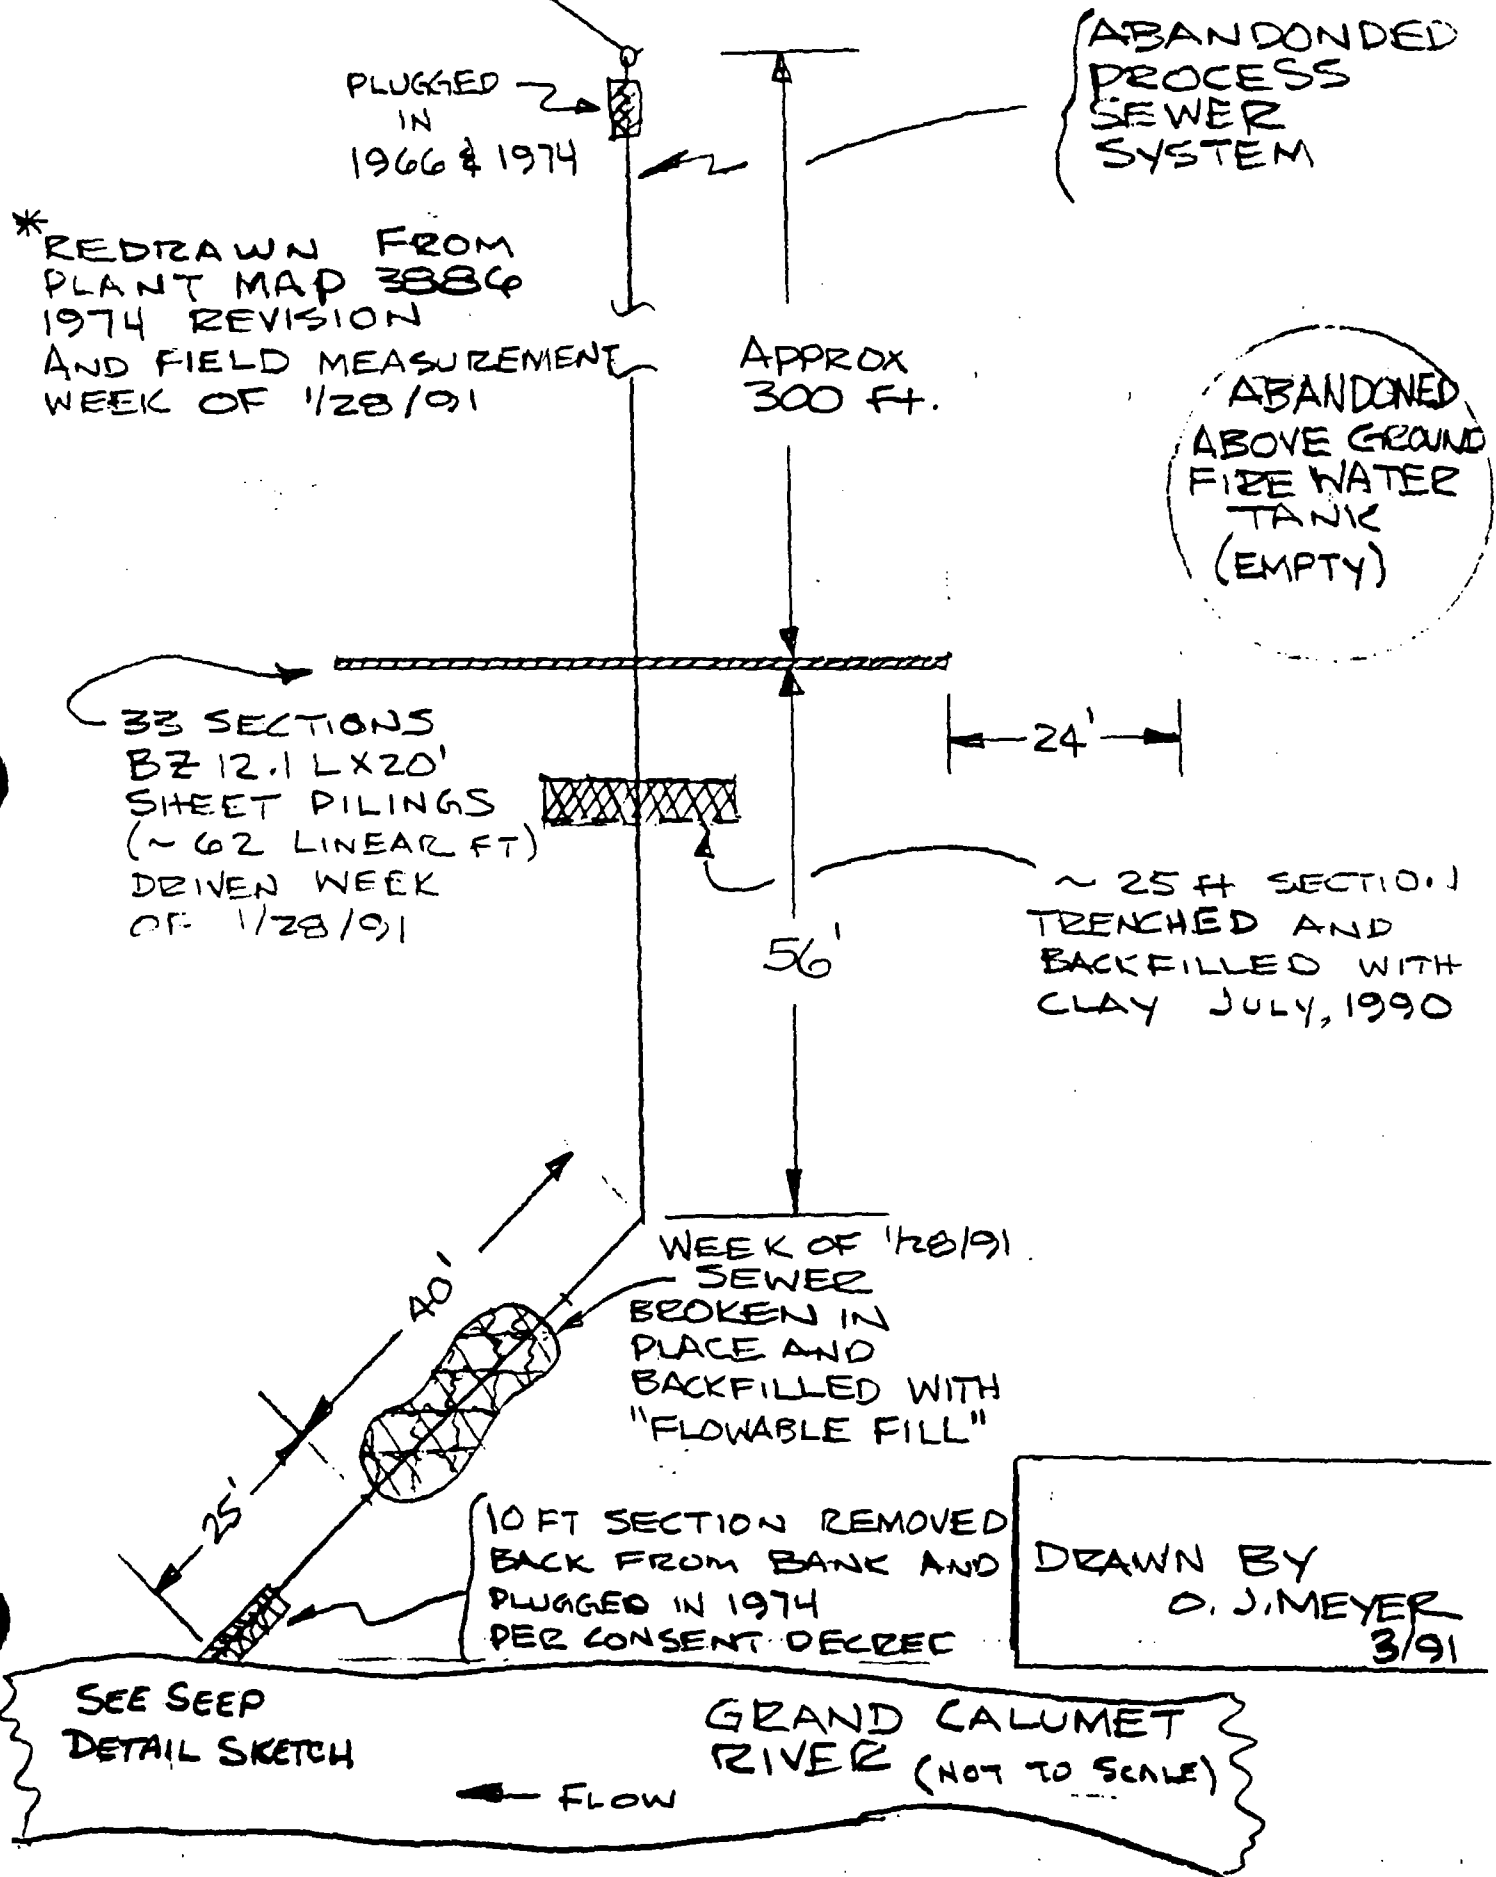 ABANDONDED
PROCESS
SEWER
SYSTEM
PLUGGED
IN
1966 & 1974
*REDRAWN FROM
PLANT MAP 3886
1974 REVISION
AND FIELD MEASUREMENT
WEEK OF 1/28/91
APPROX
300 Ft.
ABANDONED
ABOVE GROUND
FIRE WATER
TANK
(EMPTY)
33 SECTIONS
BZ 12.1 L X 20'
SHEET PILINGS
(~ 62 LINEAR FT)
DRIVEN WEEK
OF 1/28/91
24'
~ 25 ft SECTION
TRENCHED AND
BACKFILLED WITH
CLAY JULY, 1990
56'
40'
WEEK OF 1/28/91
SEWER
BROKEN IN
PLACE AND
BACKFILLED WITH
"FLOWABLE FILL"
25'
10 FT SECTION REMOVED
BACK FROM BANK AND
PLUGGED IN 1974
PER CONSENT DECREE
DRAWN BY
O. J. MEYER
3/91
SEE SEEP
DETAIL SKETCH
GRAND CALUMET
RIVER (NOT TO SCALE)
FLOW